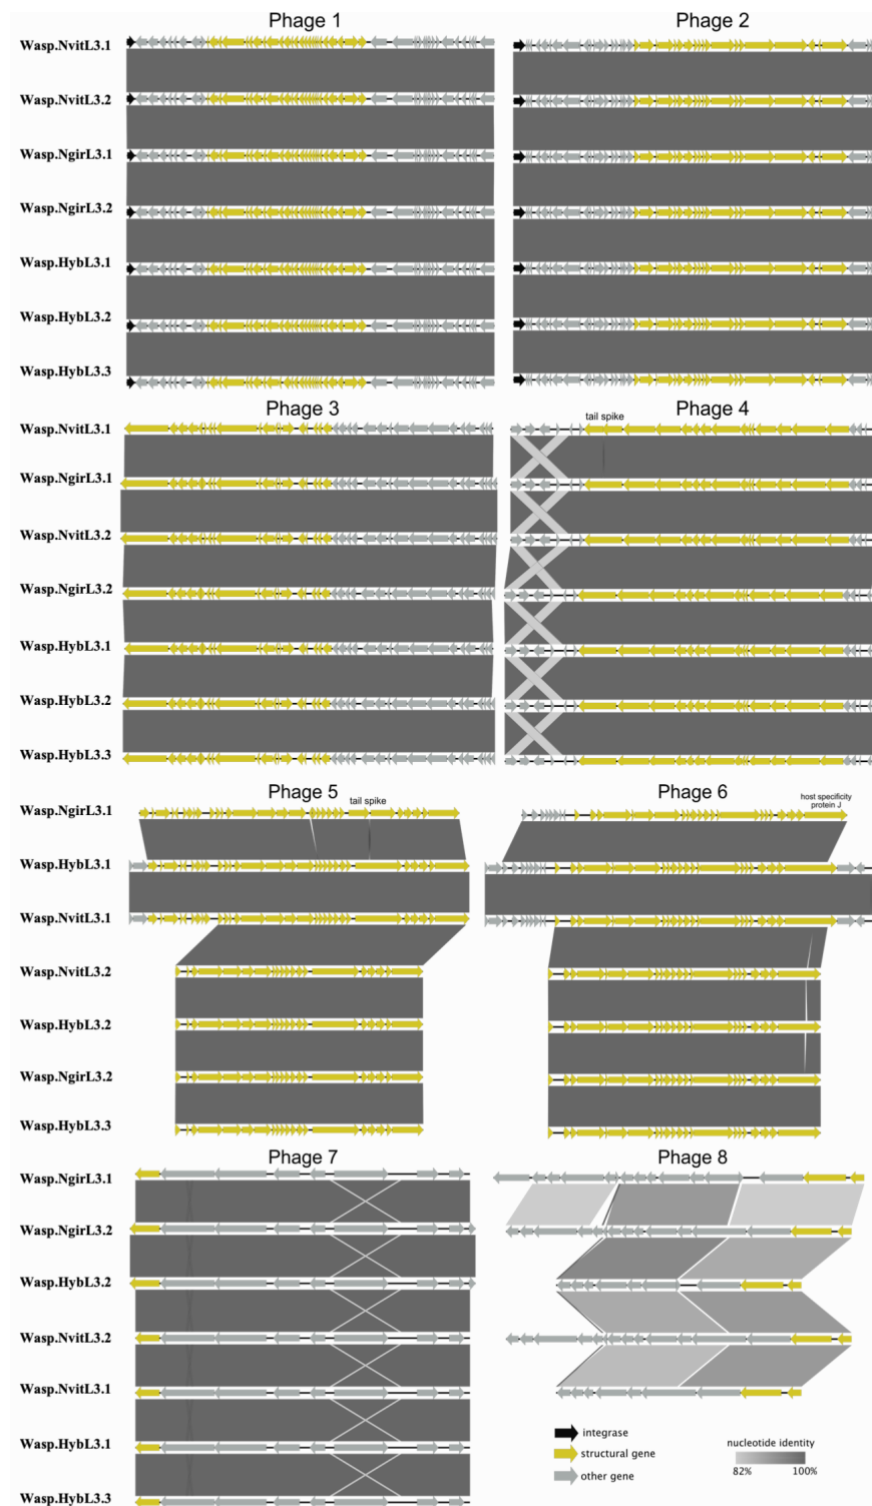 Phage 1
Phage 2
Wasp.NvitL3.1
Wasp.NvitL3.2
Wasp.NgirL3.1
Wasp.NgirL3.2
Wasp.HybL3.1
Wasp.HybL3.2
Wasp.HybL3.3
Phage 3
Phage 4
Wasp.NvitL3.1
tail spike
Wasp.NgirL3.1
Wasp.NvitL3.2
Wasp.NgirL3.2
Wasp.HybL3.1
Wasp.HybL3.2
Wasp.HybL3.3
Phage 5
Phage 6
Wasp.NgirL3.1
tail spike
host specificity
protein J
Wasp.HybL3.1
Wasp.NvitL3.1
Wasp.NvitL3.2
Wasp.HybL3.2
Wasp.NgirL3.2
Wasp.HybL3.3
Phage 7
Phage 8
Wasp.NgirL3.1
Wasp.NgirL3.2
Wasp.HybL3.2
Wasp.NvitL3.2
Wasp.NvitL3.1
Wasp.HybL3.1
Wasp.HybL3.3
integrase
structural gene
other gene
nucleotide identity
82% 100%